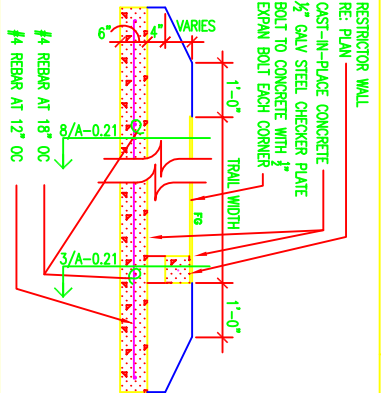 RESTRICTOR WALL
RE: PLAN
CAST-IN-PLACE CONCRETE
½" GALV STEEL CHECKER PLATE
BOLT TO CONCRETE WITH ½"
EXPAN BOLT EACH CORNER
VARIES
4"
6"
1'-0"
TRAIL WIDTH
1'-0"
FG
8/A-0.21
3/A-0.21
#4 REBAR AT 18" OC
#4 REBAR AT 12" OC